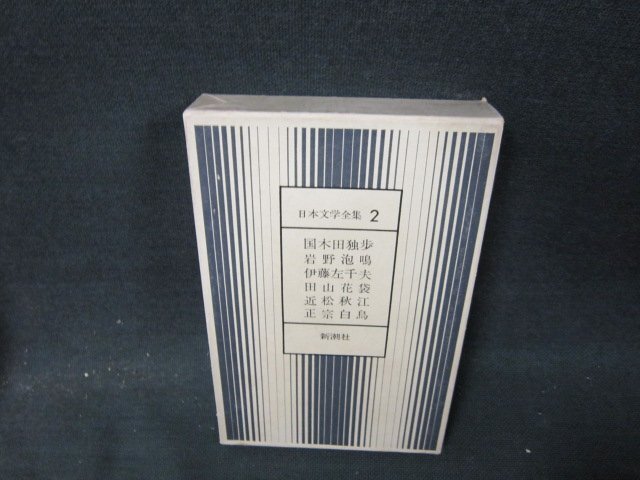 日本文学全集 2
国木田独歩
岩野泡鳴
伊藤左千夫
田山花袋
近松秋江
正宗白鳥
新潮社